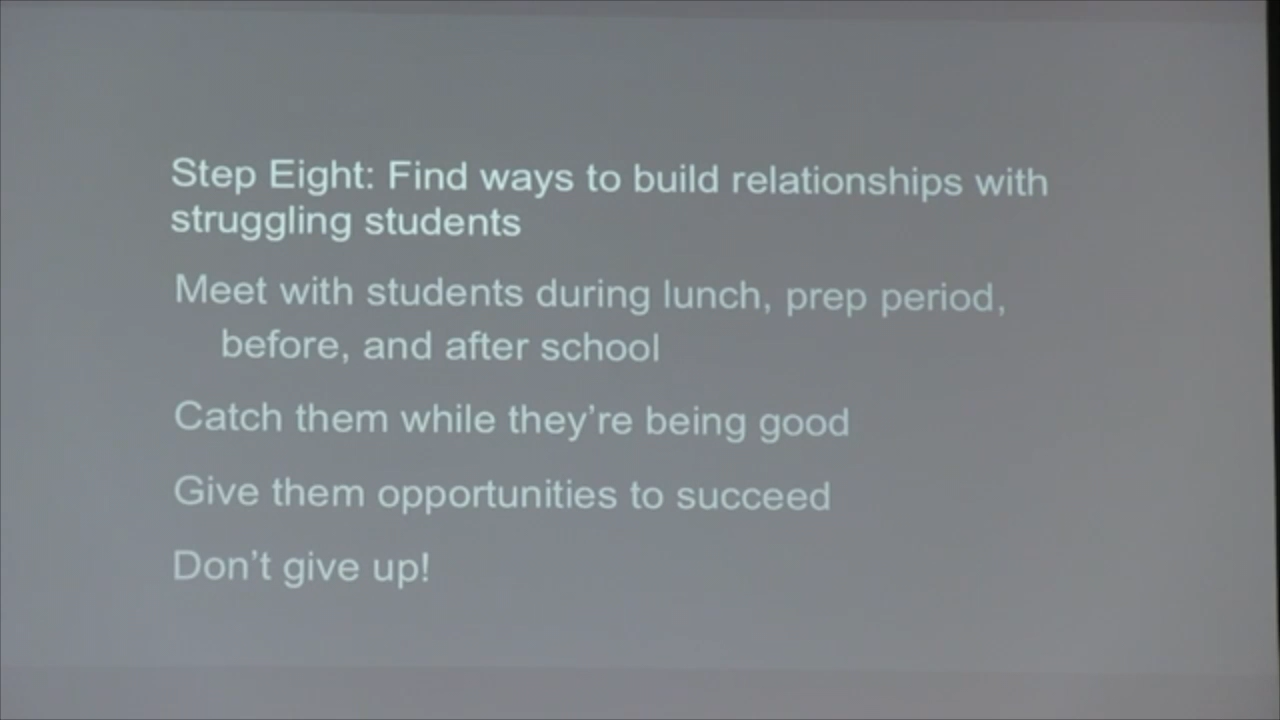 Step Eight: Find ways to build relationships with
struggling students
Meet with students during lunch, prep period,
before, and after school
Catch them while they're being good
Give them opportunities to succeed
Don't give up!